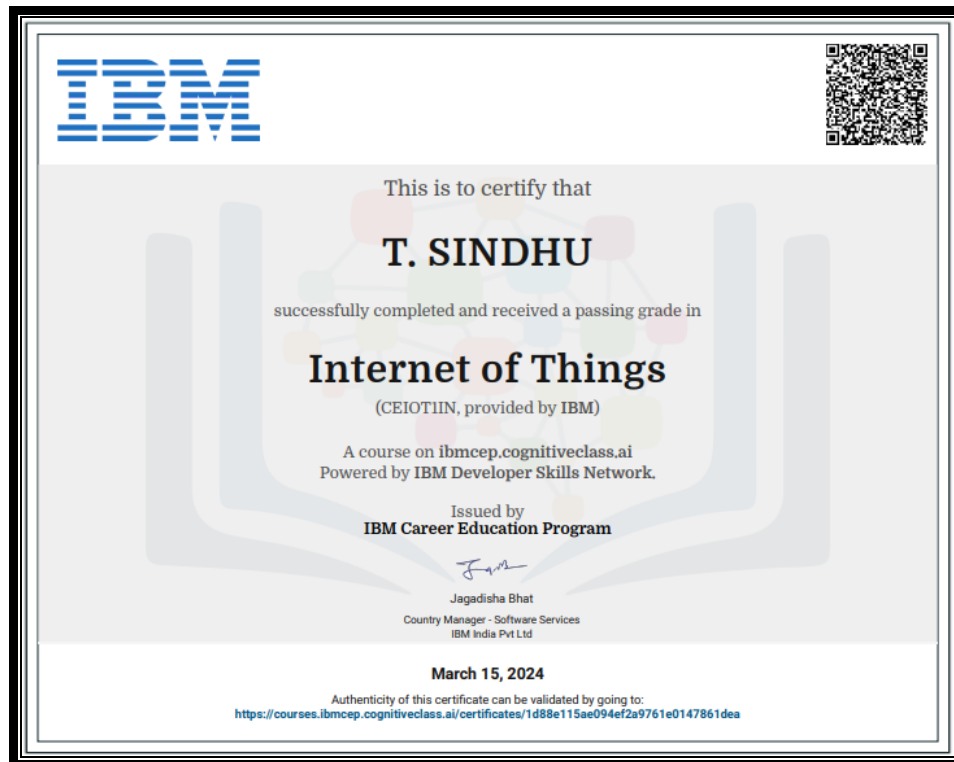 IBM
This is to certify that
T. SINDHU
successfully completed and received a passing grade in
Internet of Things
(CEIOT1IN, provided by IBM)
A course on ibmcep.cognitiveclass.ai
Powered by IBM Developer Skills Network.
Issued by
IBM Career Education Program
Jagadisha Bhat
Country Manager - Software Services
IBM India Pvt Ltd
March 15, 2024
Authenticity of this certificate can be validated by going to:
https://courses.ibmcep.cognitiveclass.ai/certificates/1d88e115ae094ef2a9761e0147861dea